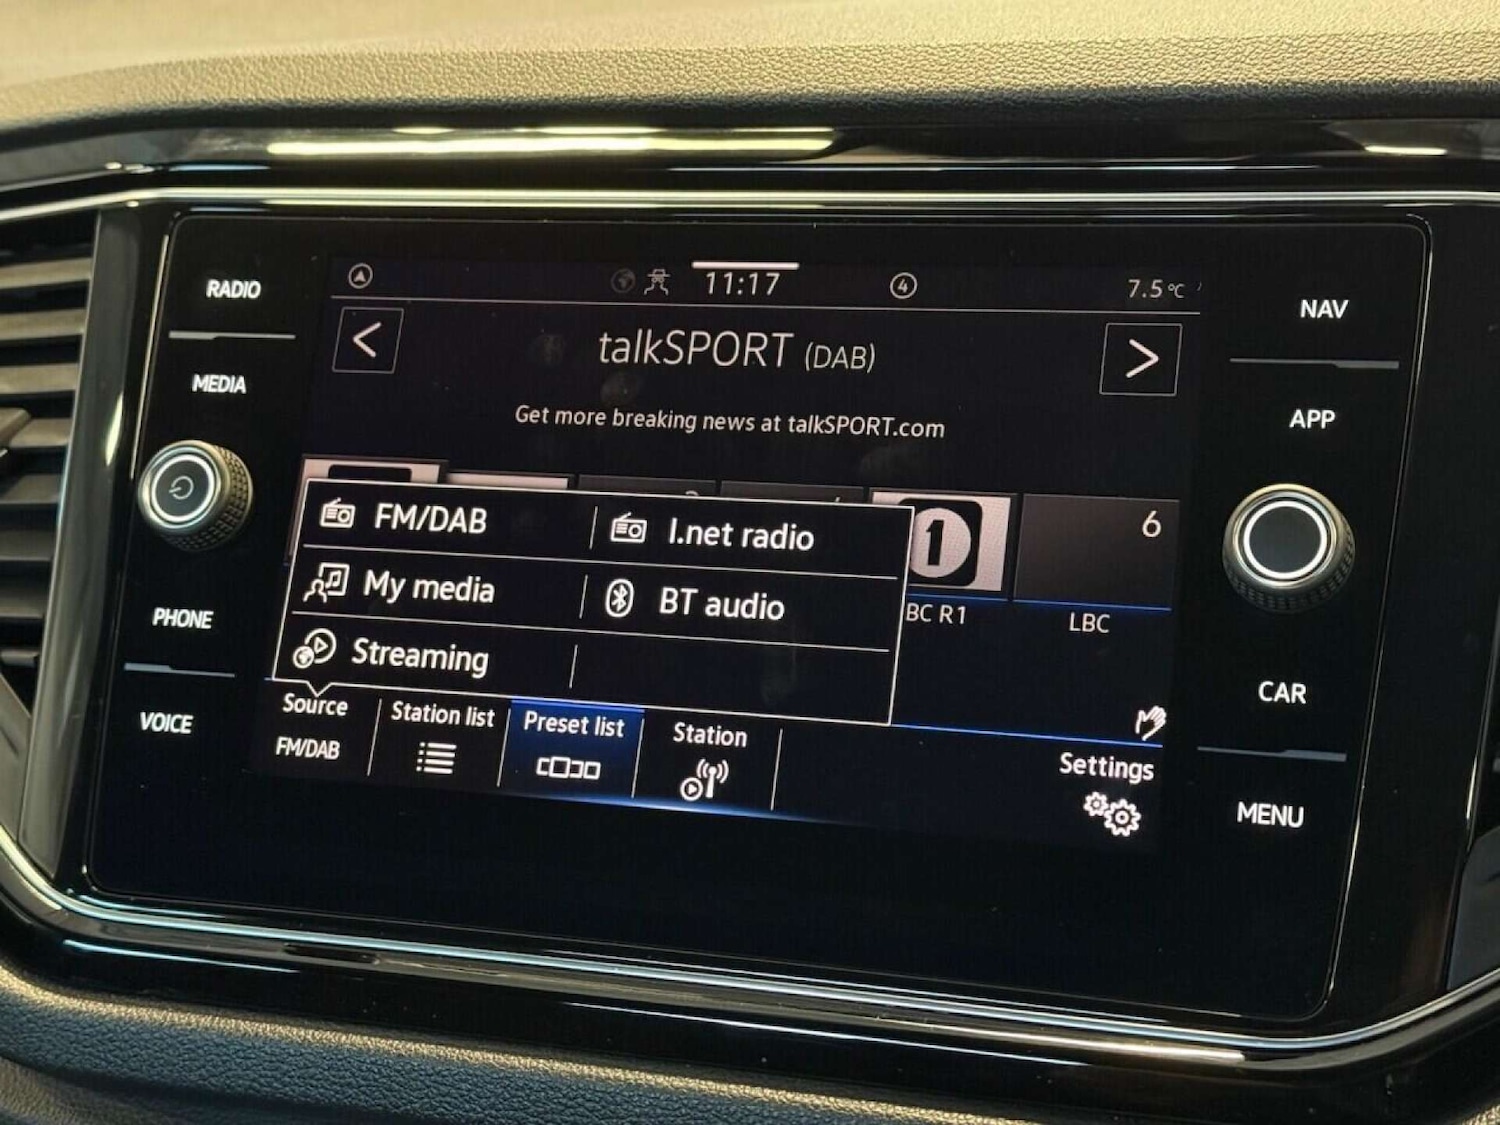 RADIO
MEDIA
PHONE
VOICE
11:17
4
7.5 °C
<
talkSPORT (DAB)
>
Get more breaking news at talkSPORT.com
FM/DAB
I.net radio
My media
BT audio
Streaming
1
6
BC R1
LBC
Source
FM/DAB
Station list
Preset list
Station
Settings
NAV
APP
CAR
MENU